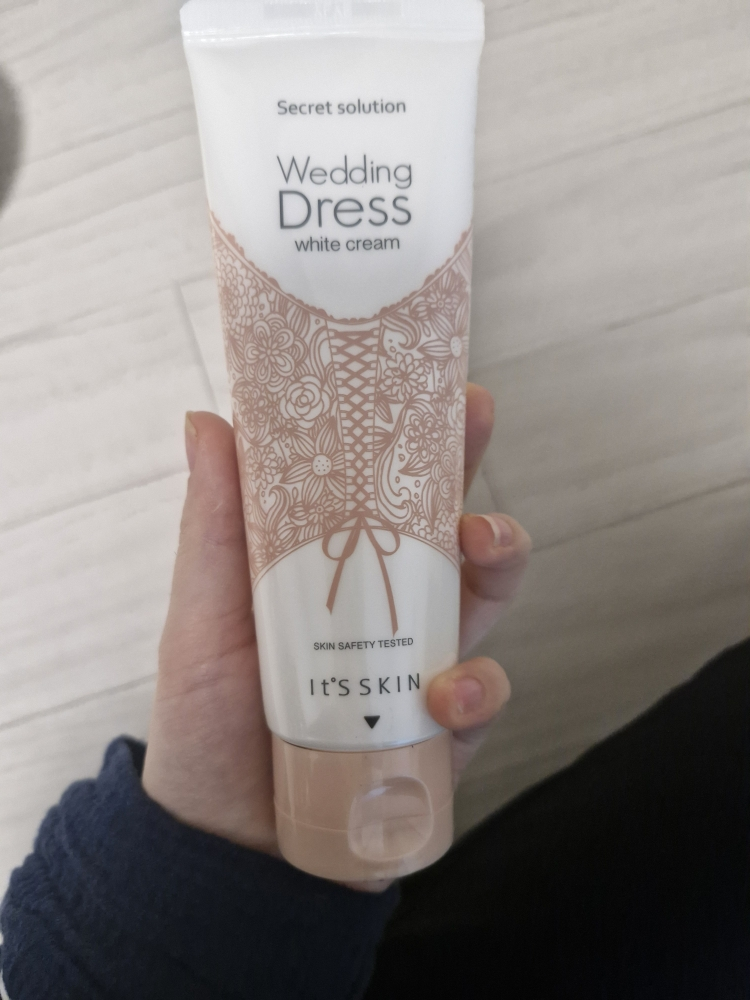 Secret solution
Wedding
Dress
white cream
SKIN SAFETY TESTED
It'S SKIN